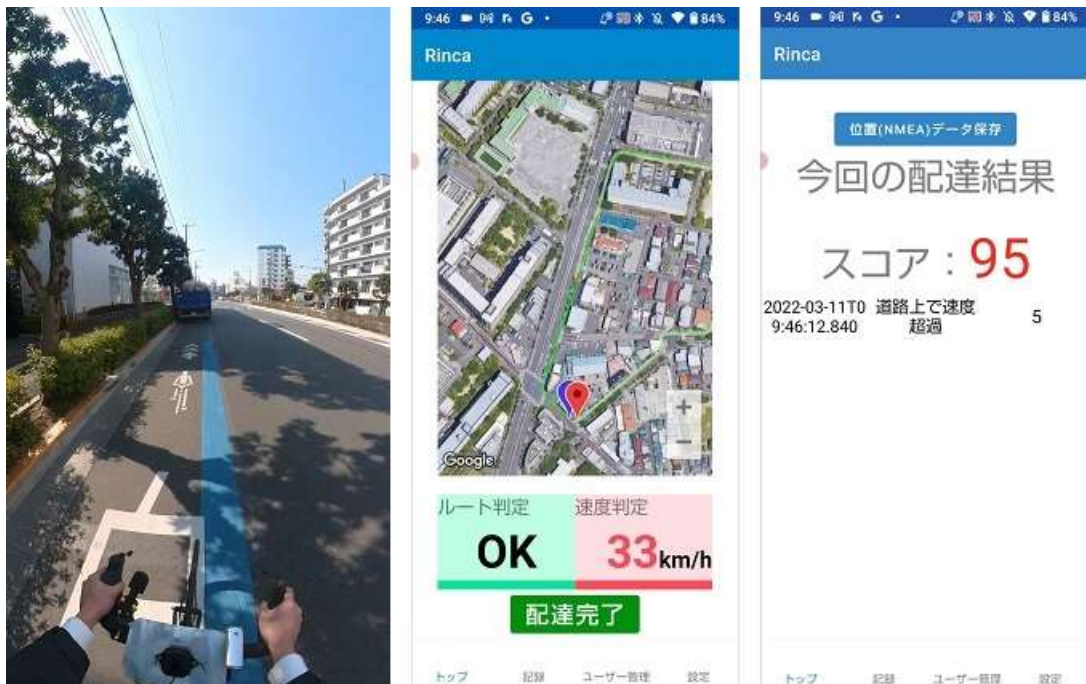 9:46 G 84%
Rinca
Google
ルート判定 速度判定
OK 33km/h
配達完了
トップ 記録 ユーザー管理 設定
9:46 G 84%
Rinca
位置(NMEA)データ保存
今回の配達結果
スコア：95
2022-03-11T0 道路上で速度 5
9:46:12.840 超過
トップ 記録 ユーザー管理 設定